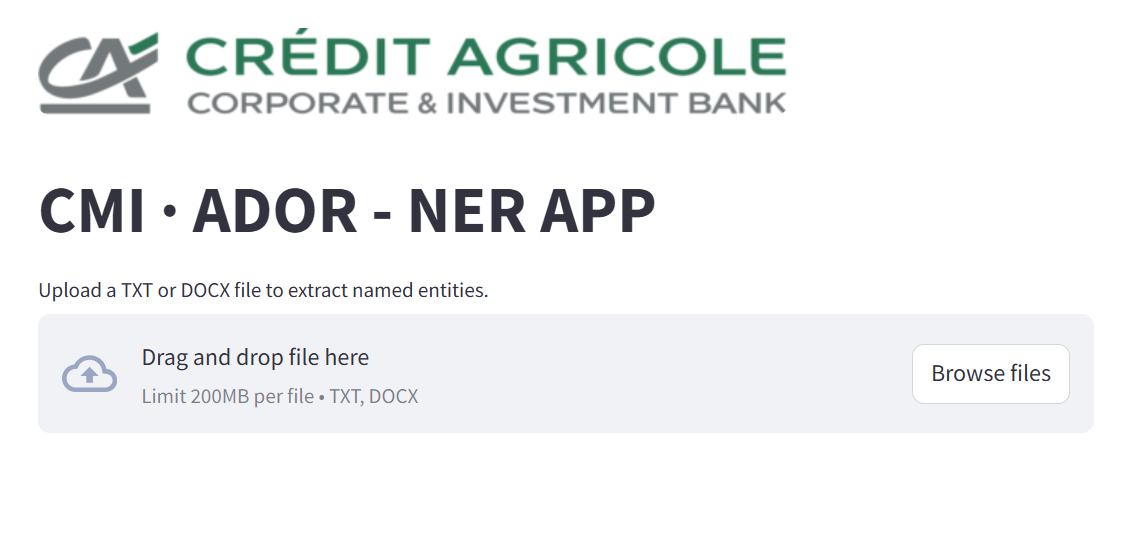 CRÉDIT AGRICOLE
CORPORATE & INVESTMENT BANK
CMI · ADOR - NER APP
Upload a TXT or DOCX file to extract named entities.
Drag and drop file here
Browse files
Limit 200MB per file • TXT, DOCX